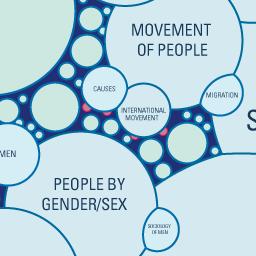 MOVEMENT
OF PEOPLE
CAUSES
MIGRATION
INTERNATIONAL
MOVEMENT
S
MEN
PEOPLE BY
GENDER/SEX
SOCIOLOGY
OF MEN